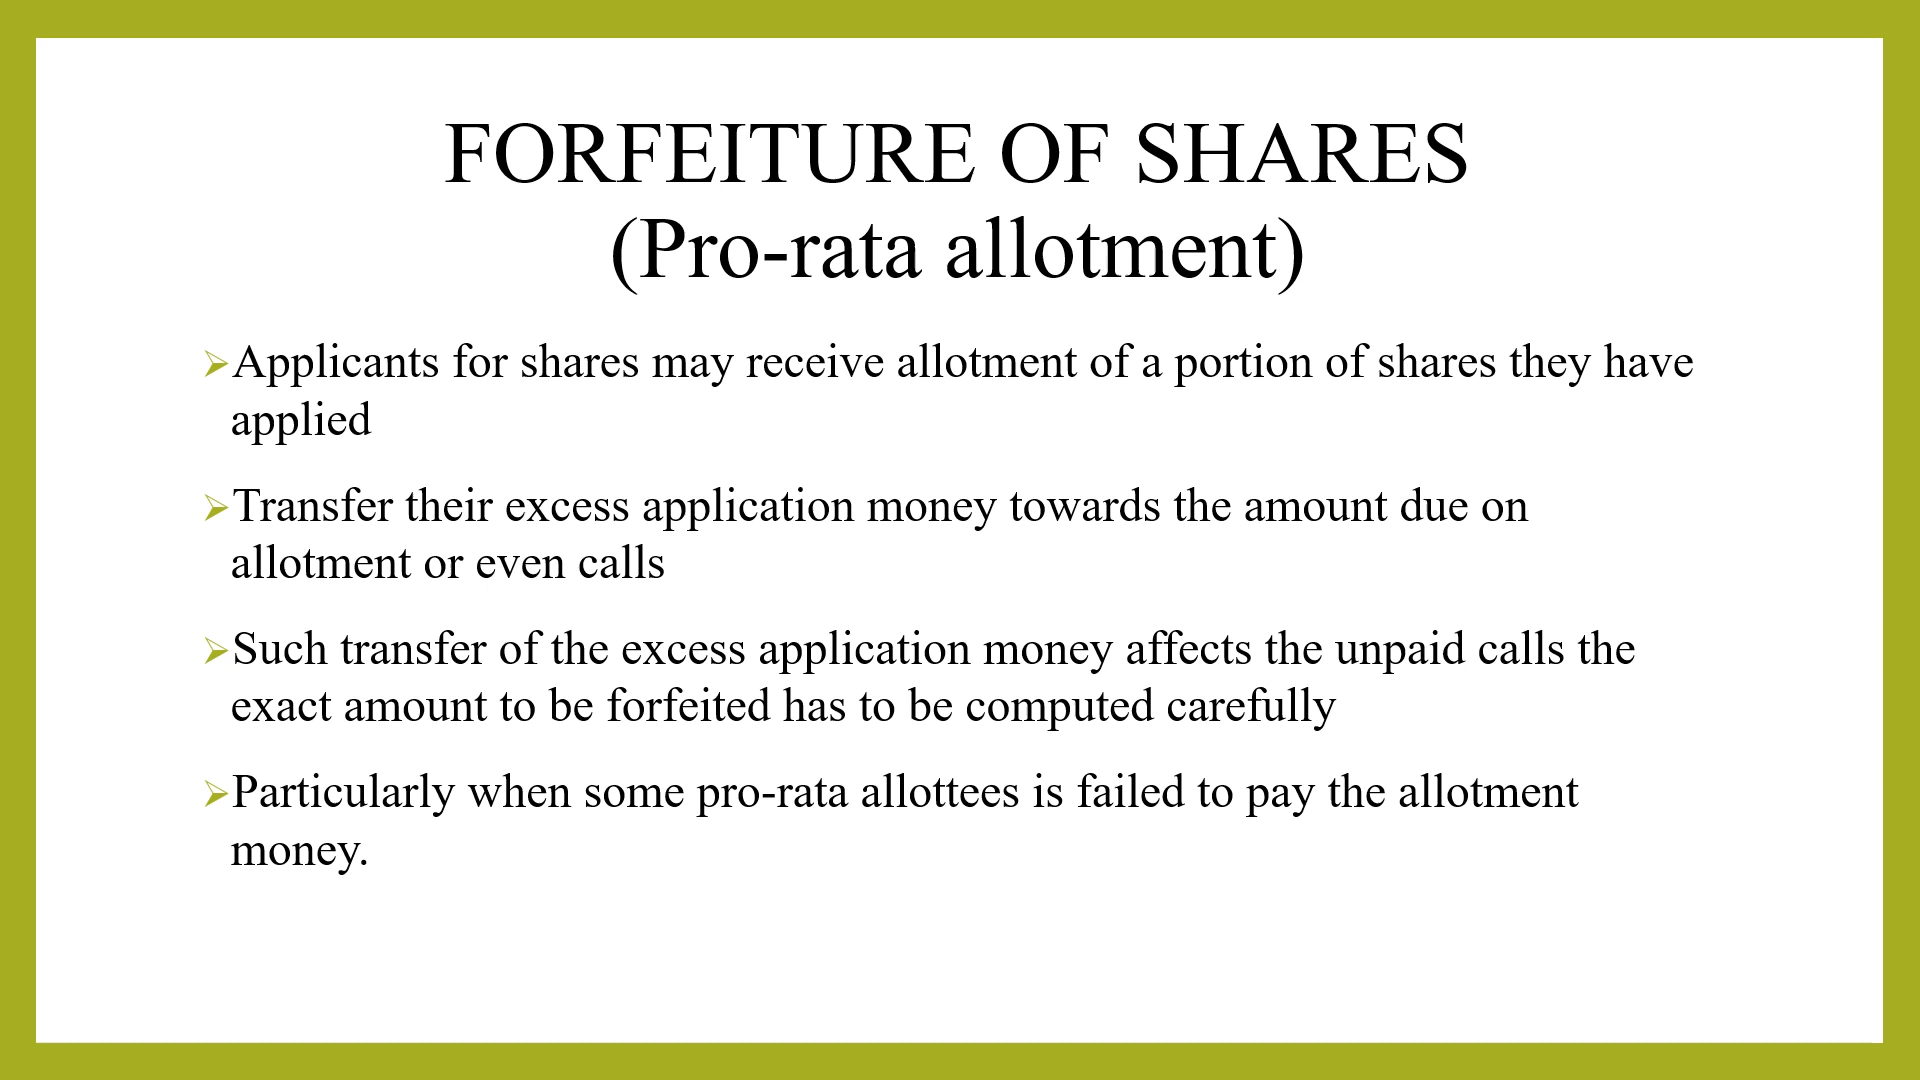 FORFEITURE OF SHARES
(Pro-rata allotment)
➢Applicants for shares may receive allotment of a portion of shares they have
applied
➢Transfer their excess application money towards the amount due on
allotment or even calls
➢Such transfer of the excess application money affects the unpaid calls the
exact amount to be forfeited has to be computed carefully
➢Particularly when some pro-rata allottees is failed to pay the allotment
money.